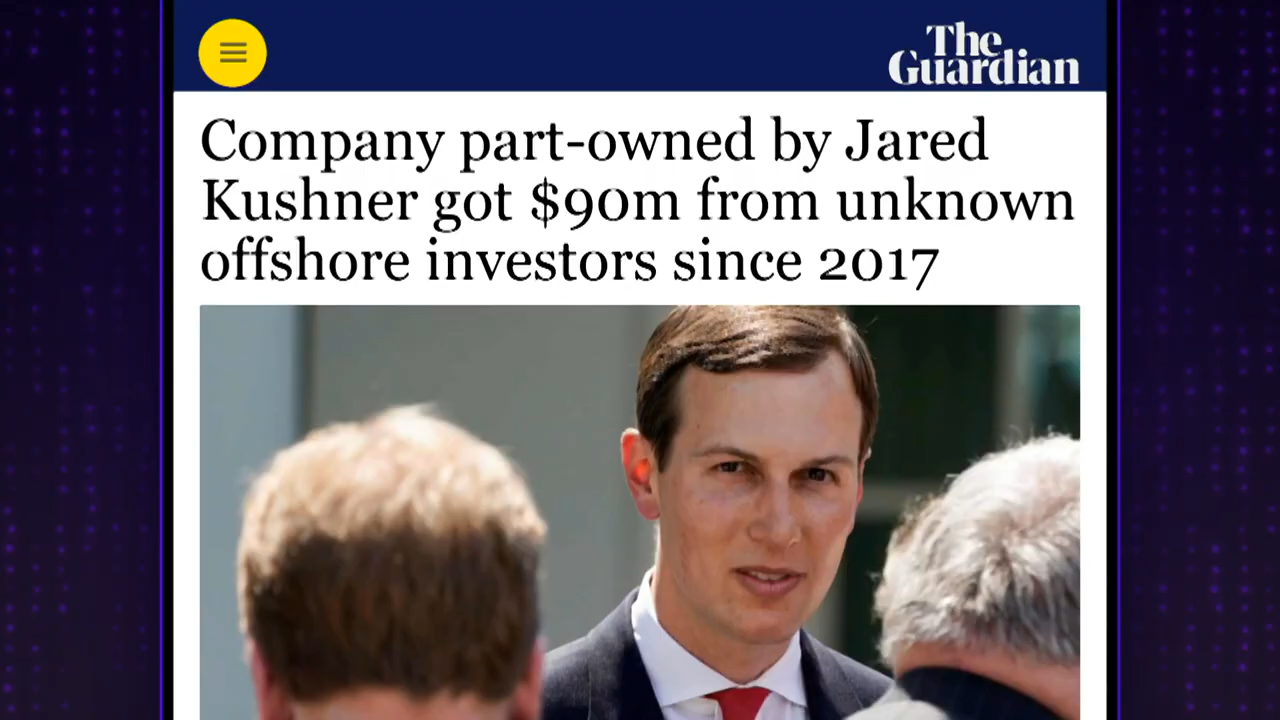 The
Guardian
Company part-owned by Jared
Kushner got $90m from unknown
offshore investors since 2017